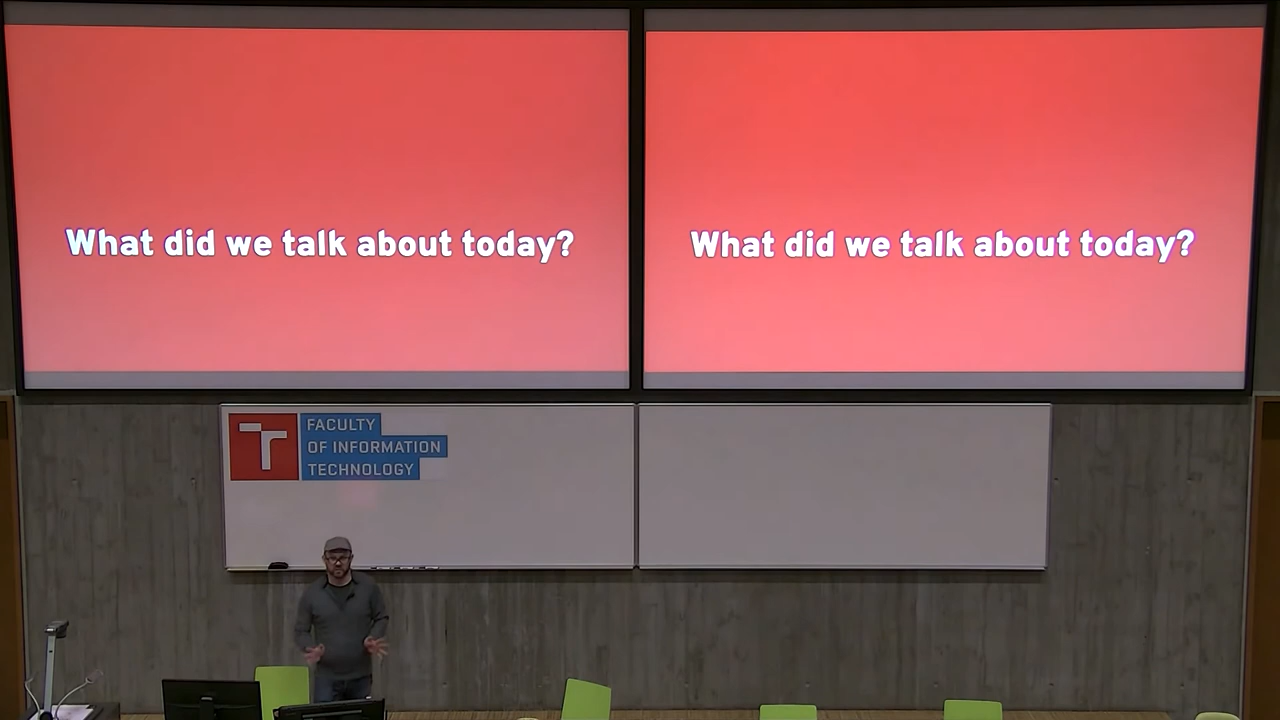 What did we talk about today?
What did we talk about today?
FACULTY
OF INFORMATION
TECHNOLOGY